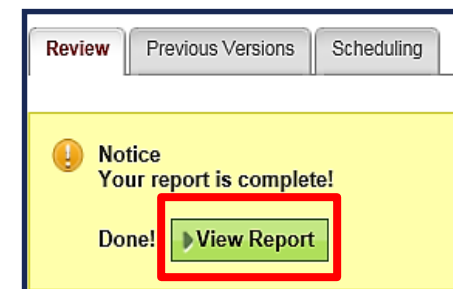 Review Previous Versions Scheduling
Notice
Your report is complete!
Done! View Report